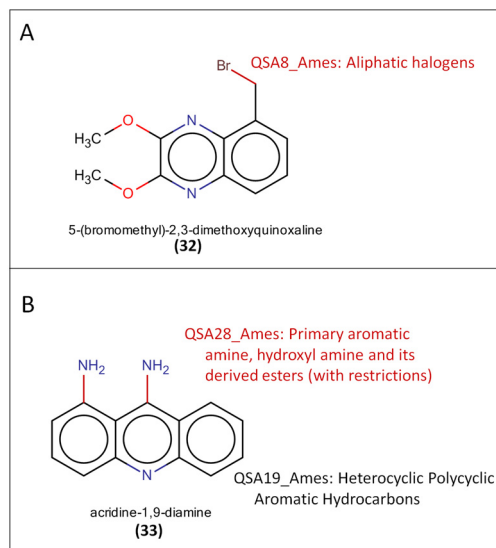 A
Br
QSA8_Ames: Aliphatic halogens
O
N
H3C
H3C
O
N
5-(bromomethyl)-2,3-dimethoxyquinoxaline
(32)
B
QSA28_Ames: Primary aromatic
amine, hydroxyl amine and its
derived esters (with restrictions)
NH2 NH2
N
QSA19_Ames: Heterocyclic Polycyclic
Aromatic Hydrocarbons
acridine-1,9-diamine
(33)